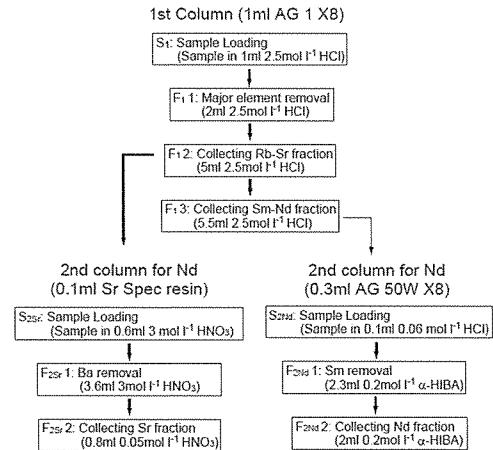 1st Column (1ml AG 1 X8)
S1: Sample Loading
(Sample in 1ml 2.5mol l-1 HCl)
F1 1: Major element removal
(2ml 2.5mol l-1 HCl)
F1 2: Collecting Rb-Sr fraction
(5ml 2.5mol l-1 HCl)
F1 3: Collecting Sm-Nd fraction
(5.5ml 2 5mol l-1 HCl)
2nd column for Nd
(0.1ml Sr Spec resin)
S2Sr: Sample Loading
(Sample in 0.6ml 3 mol l-1 HNO3)
F2Sr 1: Ba removal
(3.6ml 3mol l-1 HNO3)
F2Sr 2: Collecting Sr fraction
(0.8ml 0.05mol l-1 HNO3)
2nd column for Nd
(0.3ml AG 50W X8)
S2Nd: Sample Loading
(Sample in 0.1ml 0.06 mol l-1 HCl)
F2Nd 1: Sm removal
(2.3ml 0.2mol l-1 α-HIBA)
F2Nd 2: Collecting Nd fraction
(2ml 0.2mol l-1 α-HIBA)